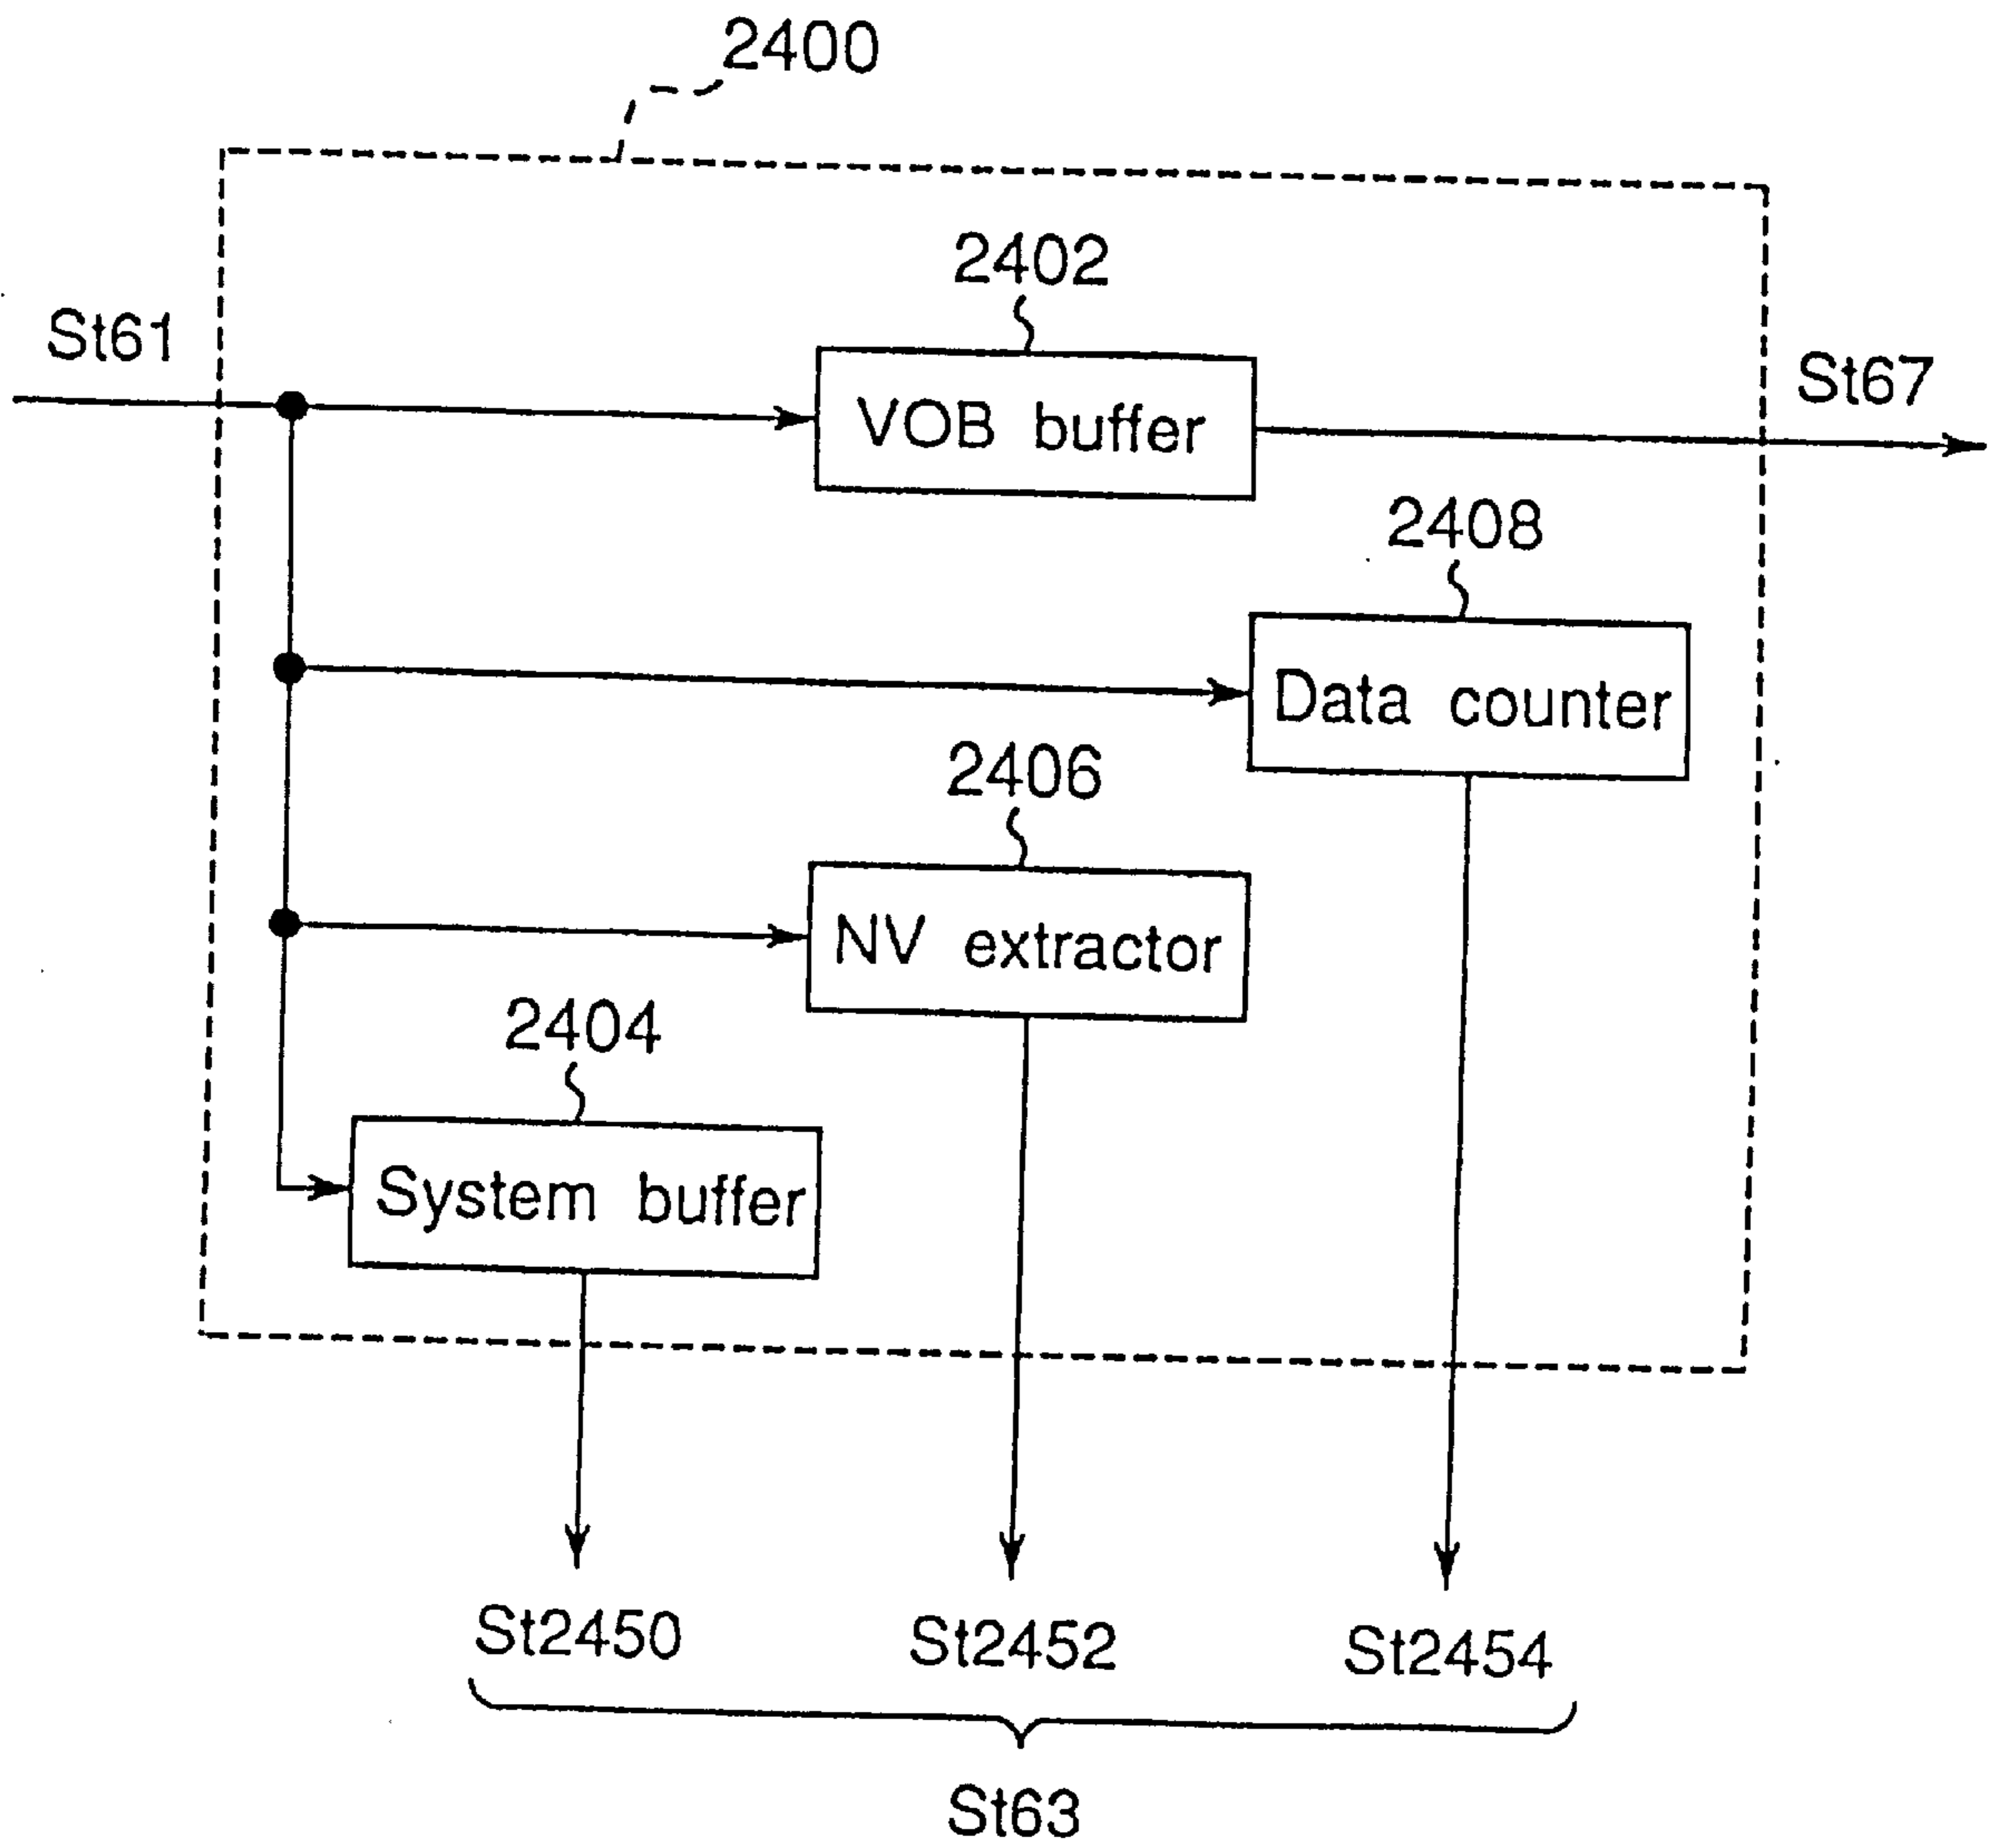 2400
2402
St61
VOB buffer
St67
2408
Data counter
2406
NV extractor
2404
System buffer
St2450
St2452
St2454
St63